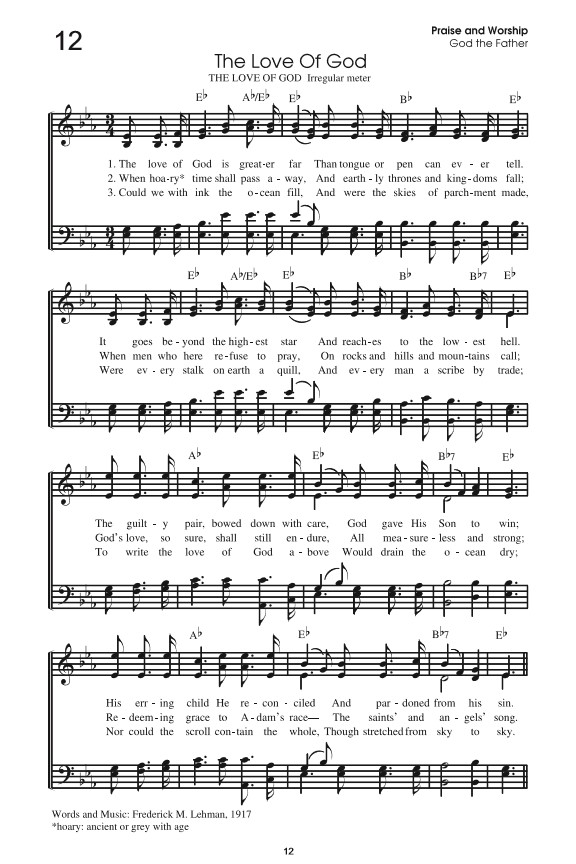 12
Praise and Worship
God the Father
The Love Of God
THE LOVE OF GOD Irregular meter
E♭ A♭/E♭ E♭ B♭ E♭
1. The love of God is great-er far Than tongue or pen can ev - er tell.
2. When hoa-ry* time shall pass a - way, And earth - ly thrones and king-doms fall;
3. Could we with ink the o-cean fill, And were the skies of parch-ment made,
E♭ A♭/E♭ E♭ B♭ B♭7 E♭
It goes be - yond the high-est star And reach-es to the low - est hell.
When men who here re-fuse to pray, On rocks and hills and moun-tains call;
Were ev - ery stalk on earth a quill, And ev - ery man a scribe by trade;
A♭ E♭ B♭7 E♭
The guilt - y pair, bowed down with care, God gave His Son to win;
God's love, so sure, shall still en - dure, All mea - sure - less and strong;
To write the love of God a - bove Would drain the o - cean dry;
A♭ E♭ B♭7 E♭
His err - ing child He re - con - ciled And par - doned from his sin.
Re - deem - ing grace to A-dam's race— The saints' and an - gels' song.
Nor could the scroll con-tain the whole, Though stretched from sky to sky.
Words and Music: Frederick M. Lehman, 1917
*hoary: ancient or grey with age
12